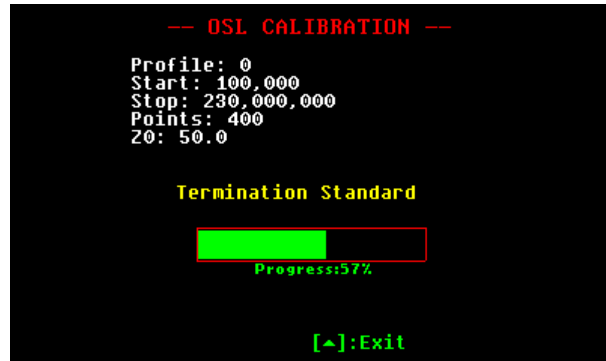 -- OSL CALIBRATION --
Profile: 0
Start: 100,000
Stop: 230,000,000
Points: 400
Z0: 50.0
Termination Standard
Progress:57%
[▲]:Exit